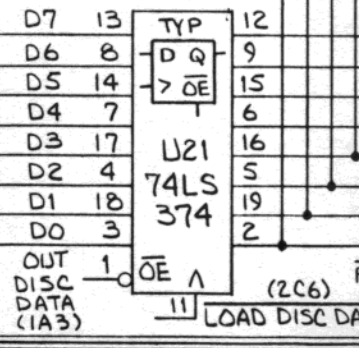 D7 13 TYP 12
D6 8 D Q 9
D5 14 > OE 15
D4 7 6
D3 17 U21 16
D2 4 74LS 5
D1 18 374 19
D0 3 2
OUT 1 OE
DISC
DATA 11 (2C6)
(1A3) LOAD DISC DA